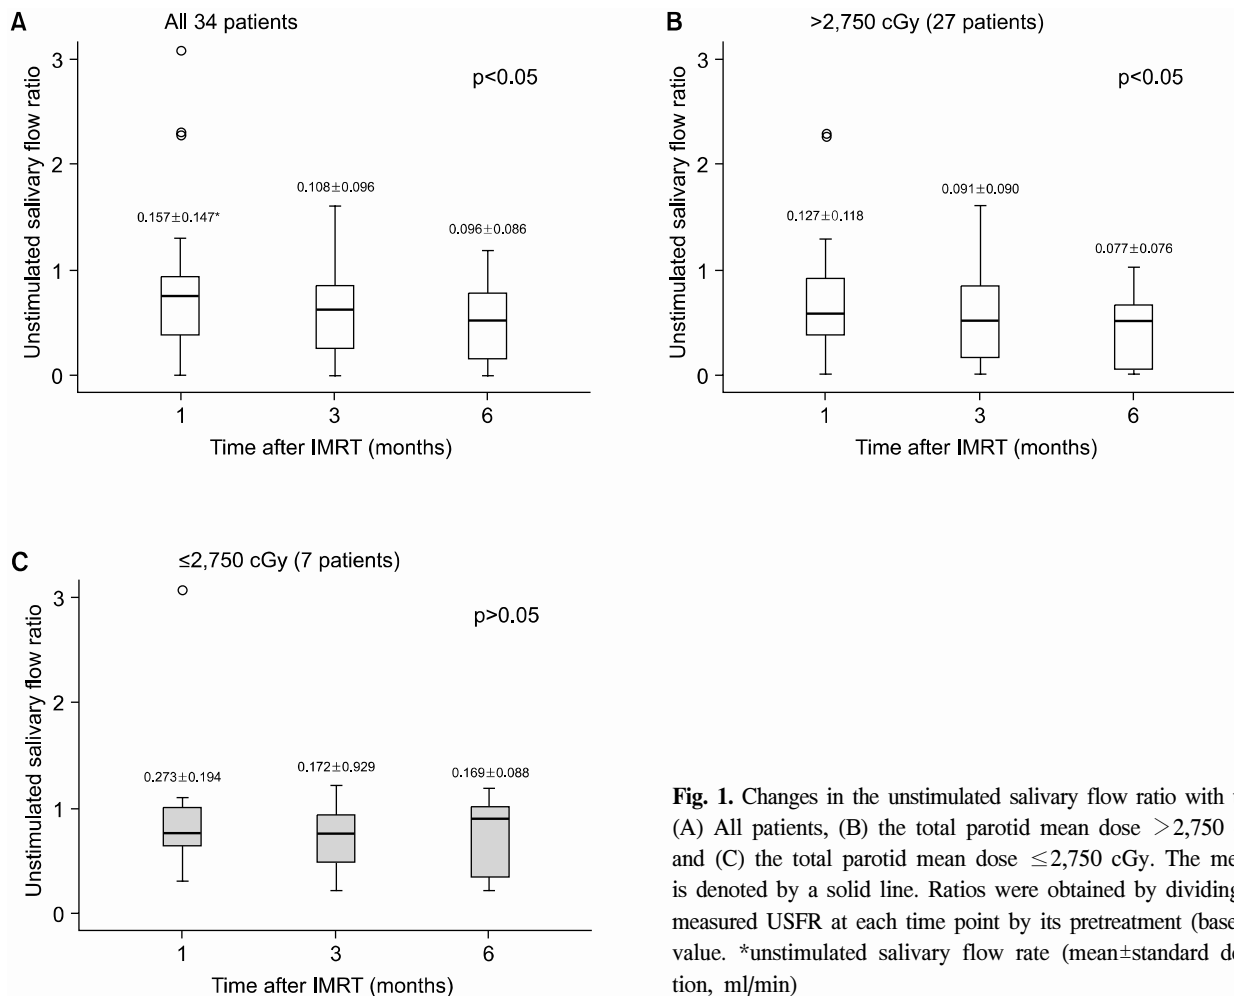 A
All 34 patients
Unstimulated salivary flow ratio
3
2
1
0
p<0.05
0.157±0.147*
0.108±0.096
0.096±0.086
1 3 6
Time after IMRT (months)
B
>2,750 cGy (27 patients)
Unstimulated salivary flow ratio
3
2
1
0
p<0.05
0.127±0.118
0.091±0.090
0.077±0.076
1 3 6
Time after IMRT (months)
C
≤2,750 cGy (7 patients)
Unstimulated salivary flow ratio
3
2
1
0
p>0.05
0.273±0.194
0.172±0.929
0.169±0.088
1 3 6
Time after IMRT (months)
Fig. 1. Changes in the unstimulated salivary flow ratio with
(A) All patients, (B) the total parotid mean dose >2,750
and (C) the total parotid mean dose ≤2,750 cGy. The
is denoted by a solid line. Ratios were obtained by dividing
measured USFR at each time point by its pretreatment
value. *unstimulated salivary flow rate (mean±standard
tion, ml/min)